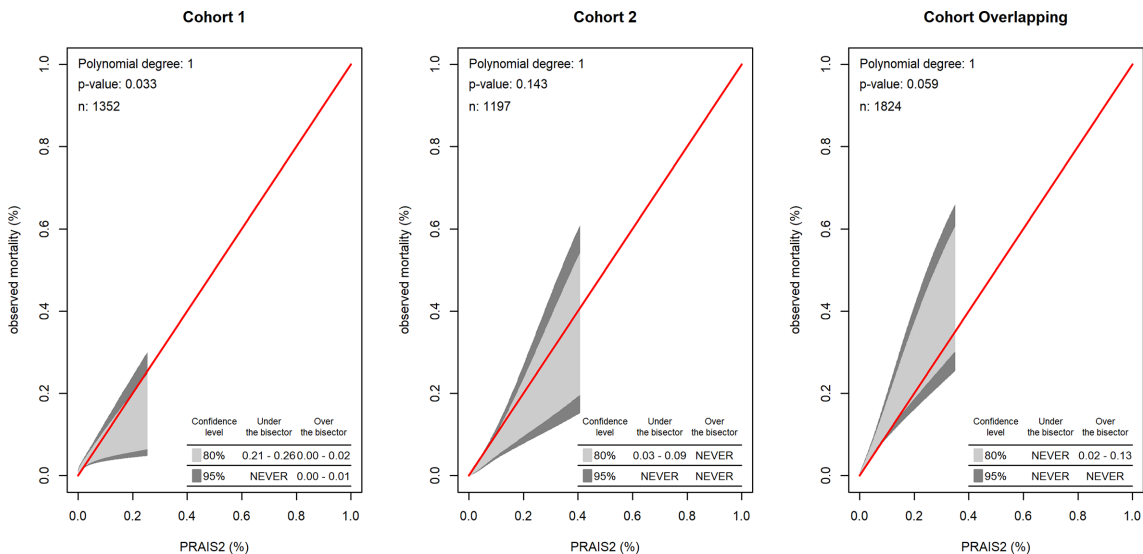 Cohort 1
Polynomial degree: 1
p-value: 0.033
n: 1352
observed mortality (%)
1.0
0.8
0.6
0.4
0.2
0.0
Confidence level Under the bisector Over the bisector
80% 0.21 - 0.26 0.00 - 0.02
95% NEVER 0.00 - 0.01
0.0 0.2 0.4 0.6 0.8 1.0
PRAIS2 (%)
Cohort 2
Polynomial degree: 1
p-value: 0.143
n: 1197
observed mortality (%)
1.0
0.8
0.6
0.4
0.2
0.0
Confidence level Under the bisector Over the bisector
80% 0.03 - 0.09 NEVER
95% NEVER NEVER
0.0 0.2 0.4 0.6 0.8 1.0
PRAIS2 (%)
Cohort Overlapping
Polynomial degree: 1
p-value: 0.059
n: 1824
observed mortality (%)
1.0
0.8
0.6
0.4
0.2
0.0
Confidence level Under the bisector Over the bisector
80% NEVER 0.02 - 0.13
95% NEVER NEVER
0.0 0.2 0.4 0.6 0.8 1.0
PRAIS2 (%)